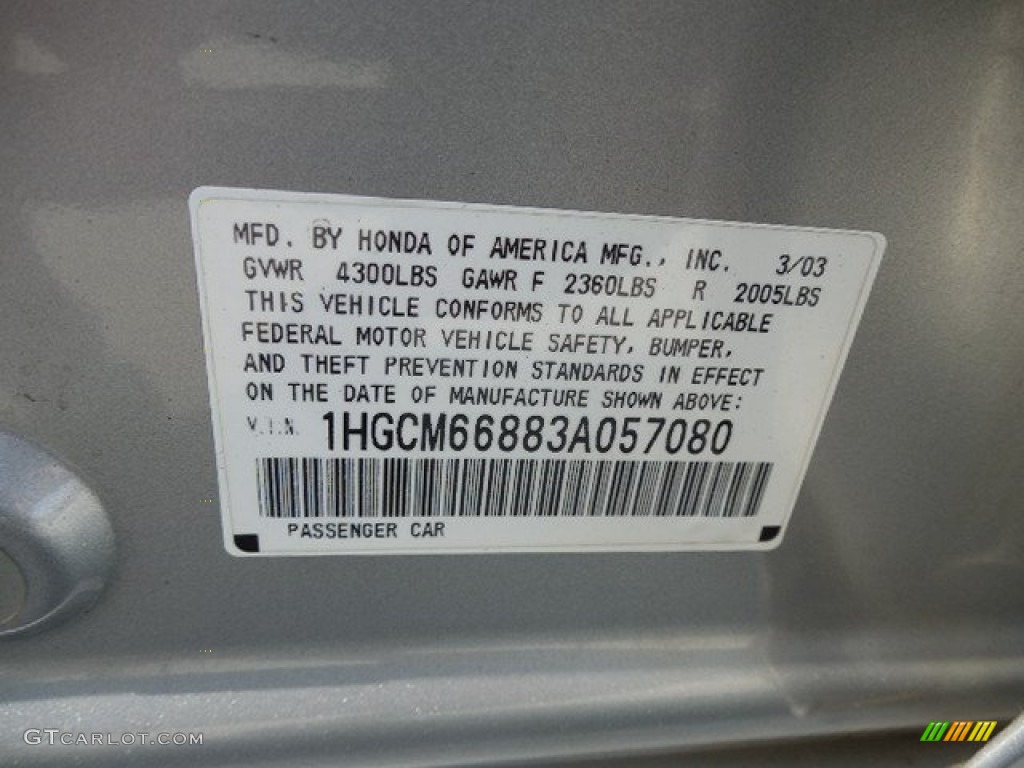 MFD. BY HONDA OF AMERICA MFG., INC. 3/03
GVWR 4300LBS GAWR F 2360LBS R 2005LBS
THIS VEHICLE CONFORMS TO ALL APPLICABLE
FEDERAL MOTOR VEHICLE SAFETY, BUMPER,
AND THEFT PREVENTION STANDARDS IN EFFECT
ON THE DATE OF MANUFACTURE SHOWN ABOVE:
V.I.N. 1HGCM66883A057080
PASSENGER CAR
GTCARLOT.COM